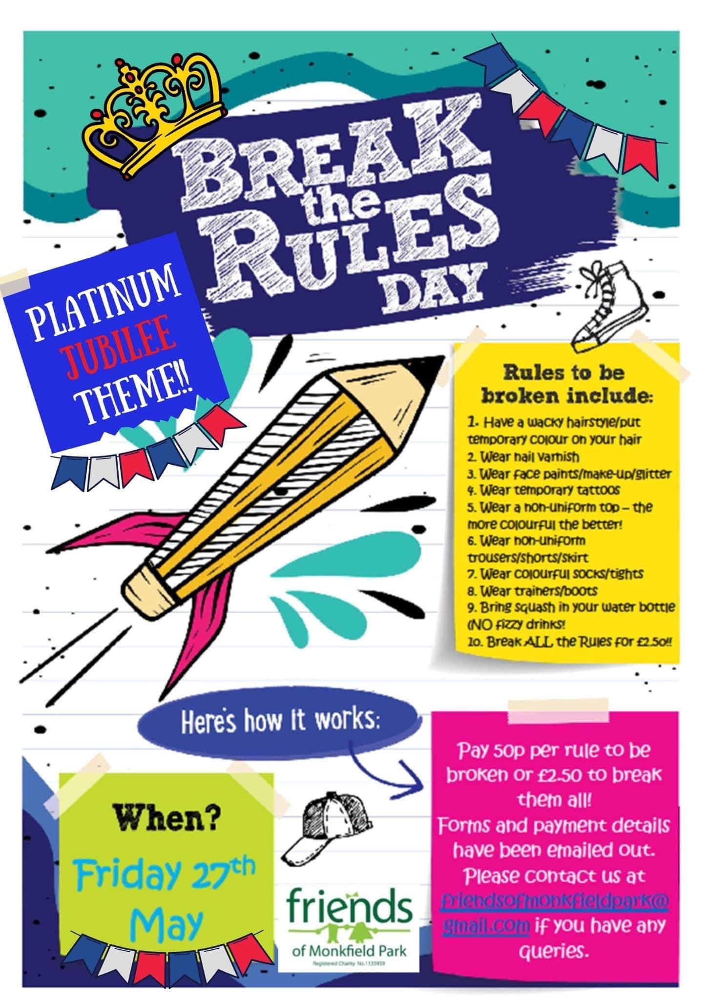 BREAK
the
RULES
DAY
PLATINUM
JUBILEE
THEME!!
Rules to be
broken include:
1. Have a wacky hairstyle/put
temporary colour on your hair
2. Wear nail varnish
3. Wear face paints/make-up/glitter
4. Wear temporary tattoos
5. Wear a non-uniform top – the
more colourful the better!
6. Wear non-uniform
trousers/shorts/skirt
7. Wear colourful socks/tights
8. Wear trainers/boots
9. Bring squash in your water bottle
(NO fizzy drinks!
10. Break ALL the Rules for £2.50!!
Here's how it works:
Pay 50p per rule to be
broken or £2.50 to break
them all!
Forms and payment details
have been emailed out.
Please contact us at
friendsofmonkfieldpark@
gmail.com if you have any
queries.
When?
Friday 27th
May
friends
of Monkfield Park
Registered Charity No.1135939